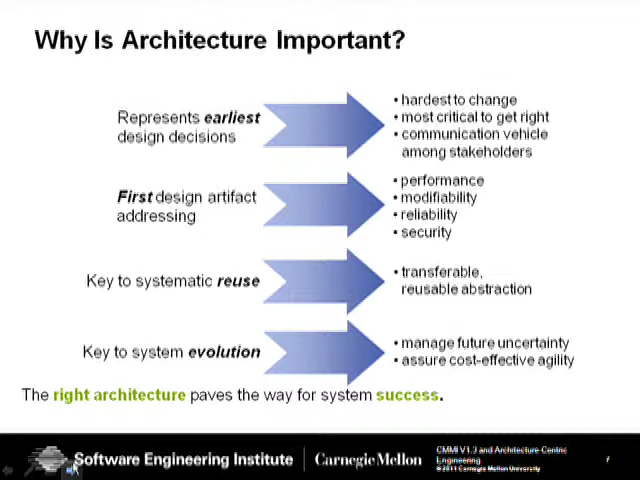 Why Is Architecture Important?
Represents earliest
design decisions
• hardest to change
• most critical to get right
• communication vehicle
among stakeholders
First design artifact
addressing
• performance
• modifiability
• reliability
• security
Key to systematic reuse
• transferable,
reusable abstraction
Key to system evolution
• manage future uncertainty
• assure cost-effective agility
The right architecture paves the way for system success.
Software Engineering Institute
Carnegie Mellon
CMMI V1.3 and Architecture Centric
Engineering
© 2011 Carnegie Mellon University
7